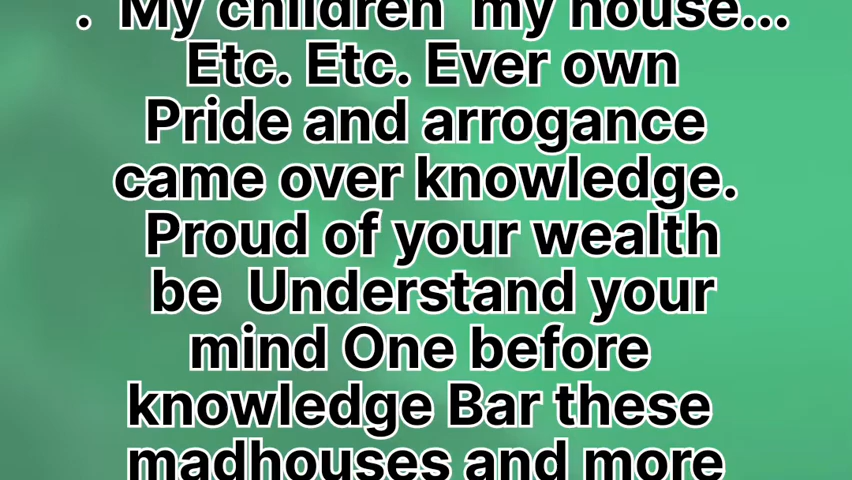 . My children my house...
Etc. Etc. Ever own
Pride and arrogance
came over knowledge.
Proud of your wealth
be Understand your
mind One before
knowledge Bar these
madhouses and more